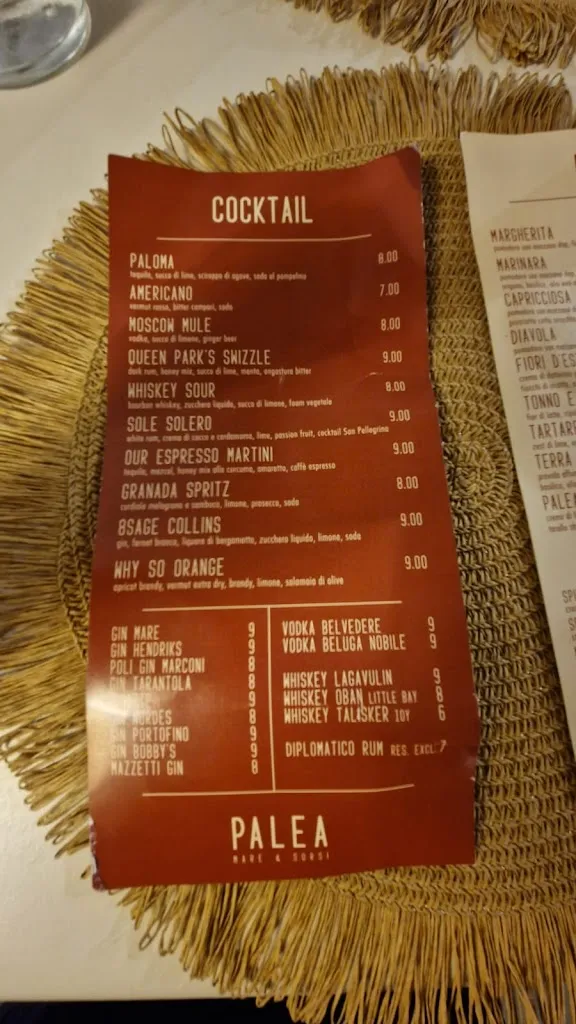 COCKTAIL
PALOMA 8.00
tequila, succo di lime, sciroppo di agave, soda al pompelmo
AMERICANO 7.00
vermut rosso, bitter campari, soda
MOSCOW MULE 8.00
vodka, succo di limone, ginger beer
QUEEN PARK'S SWIZZLE 9.00
dark rum, honey mix, succo di lime, menta, angostura bitter
WHISKEY SOUR 8.00
bourbon whiskey, zucchero liquido, succo di limone, foam vegetale
SOLE SOLERO 9.00
white rum, crema di cacao e cardamomo, lime, passion fruit, cocktail San Pellegrino
OUR ESPRESSO MARTINI 9.00
tequila, mezcal, honey mix alla curcuma, amaretto, caffè espresso
GRANADA SPRITZ 8.00
cordiale melograno e sambuco, limone, prosecco, soda
8SAGE COLLINS 9.00
gin, fernet branca, liquore di bergamotto, zucchero liquido, limone, soda
WHY SO ORANGE 9.00
apricot brandy, vermut extra dry, brandy, limone, salamoia di olive
GIN MARE 9
GIN HENDRIKS 9
POLI GIN MARCONI 8
GIN TARANTOLA 8
9
8
GIN PORTOFINO 9
GIN BOBBY'S 9
MAZZETTI GIN 8
VODKA BELVEDERE 9
VODKA BELUGA NOBILE 9
WHISKEY LAGAVULIN 9
WHISKEY OBAN LITTLE BAY 8
WHISKEY TALISKER 10Y 6
DIPLOMATICO RUM RES. EXCL. 7
PALEA
MARE & SORSI
MARGHERITA
MARINARA
CAPRICCIOSA
DIAVOLA
FIORI D'ES
TONNO E
TARTAR
TERRA
PALE